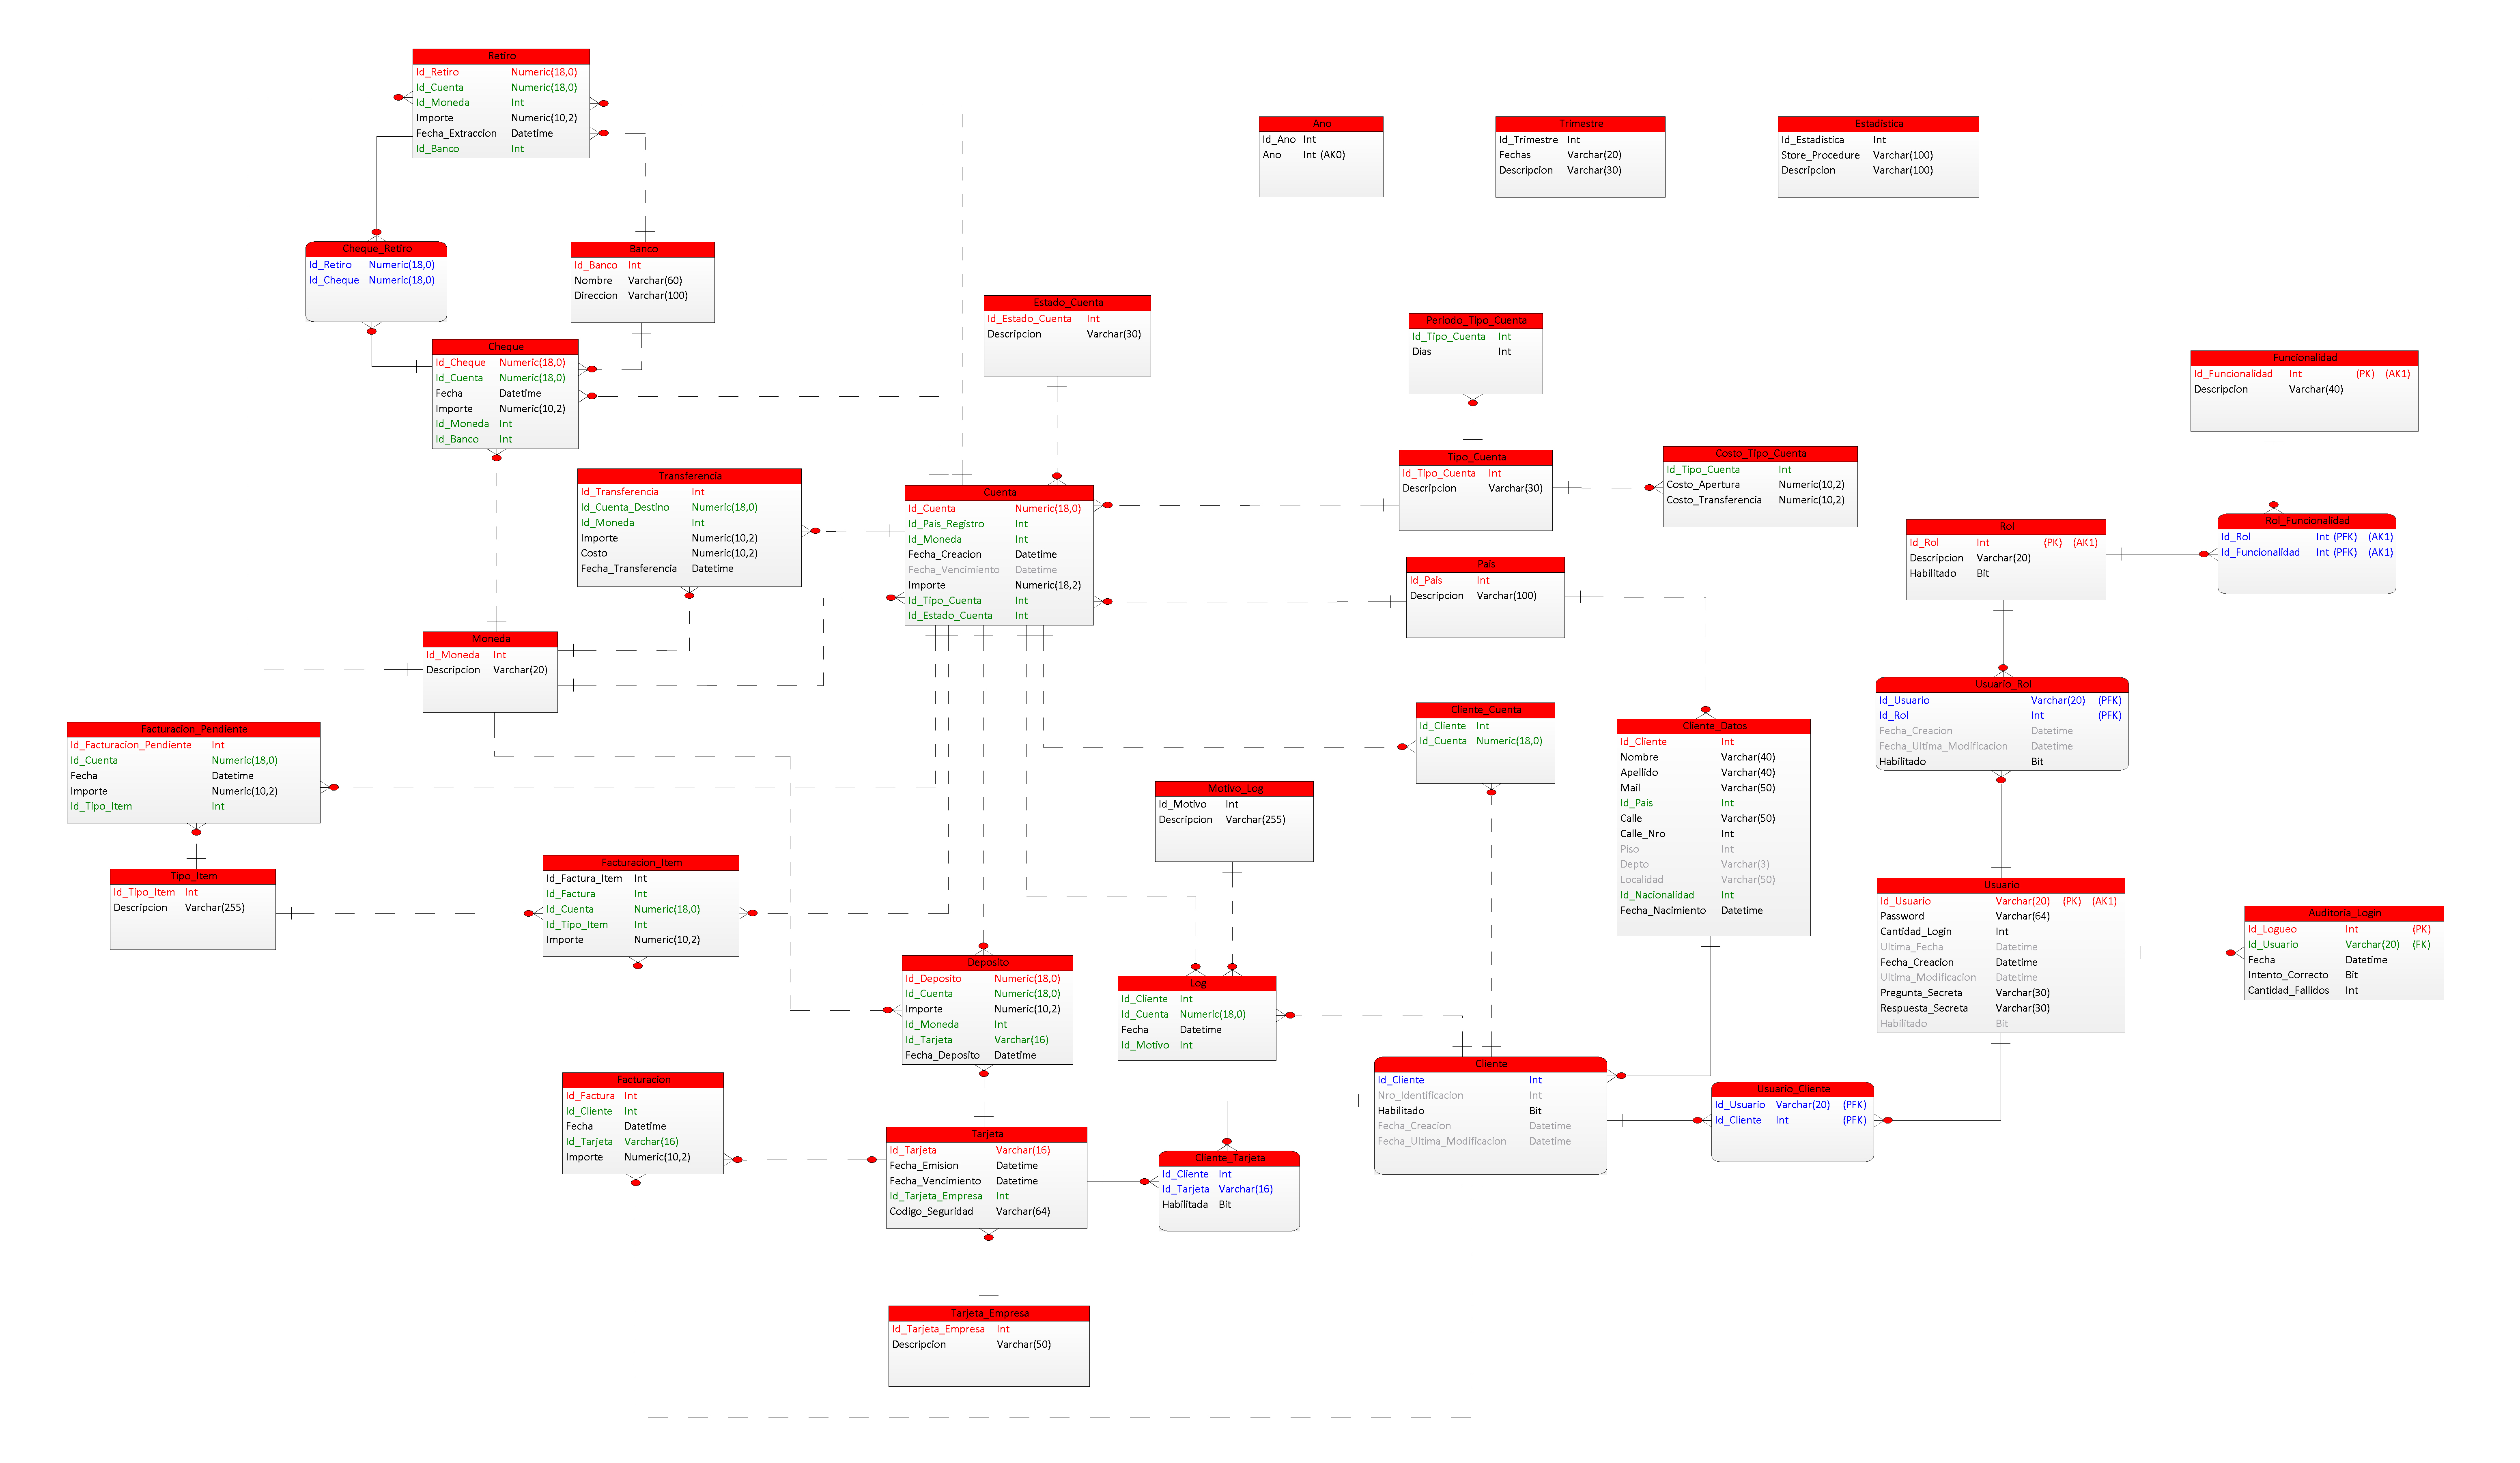 Retiro
Id_Retiro Numeric(18,0)
Id_Cuenta Numeric(18,0)
Id_Moneda Int
Importe Numeric(10,2)
Fecha_Extraccion Datetime
Id_Banco Int
Ano
Id_Ano Int
Ano Int (AK0)
Trimestre
Id_Trimestre Int
Fechas Varchar(20)
Descripcion Varchar(30)
Estadistica
Id_Estadistica Int
Store_Procedure Varchar(100)
Descripcion Varchar(100)
Cheque_Retiro
Id_Retiro Numeric(18,0)
Id_Cheque Numeric(18,0)
Banco
Id_Banco Int
Nombre Varchar(60)
Direccion Varchar(100)
Estado_Cuenta
Id_Estado_Cuenta Int
Descripcion Varchar(30)
Periodo_Tipo_Cuenta
Id_Tipo_Cuenta Int
Dias Int
Cheque
Id_Cheque Numeric(18,0)
Id_Cuenta Numeric(18,0)
Fecha Datetime
Importe Numeric(10,2)
Id_Moneda Int
Id_Banco Int
Funcionalidad
Id_Funcionalidad Int (PK) (AK1)
Descripcion Varchar(40)
Transferencia
Id_Transferencia Int
Id_Cuenta_Destino Numeric(18,0)
Id_Moneda Int
Importe Numeric(10,2)
Costo Numeric(10,2)
Fecha_Transferencia Datetime
Cuenta
Id_Cuenta Numeric(18,0)
Id_Pais_Registro Int
Id_Moneda Int
Fecha_Creacion Datetime
Fecha_Vencimiento Datetime
Importe Numeric(18,2)
Id_Tipo_Cuenta Int
Id_Estado_Cuenta Int
Tipo_Cuenta
Id_Tipo_Cuenta Int
Descripcion Varchar(30)
Costo_Tipo_Cuenta
Id_Tipo_Cuenta Int
Costo_Apertura Numeric(10,2)
Costo_Transferencia Numeric(10,2)
Rol
Id_Rol Int (PK) (AK1)
Descripcion Varchar(20)
Habilitado Bit
Rol_Funcionalidad
Id_Rol Int (PFK) (AK1)
Id_Funcionalidad Int (PFK) (AK1)
Pais
Id_Pais Int
Descripcion Varchar(100)
Moneda
Id_Moneda Int
Descripcion Varchar(20)
Usuario_Rol
Id_Usuario Varchar(20) (PFK)
Id_Rol Int (PFK)
Fecha_Creacion Datetime
Fecha_Ultima_Modificacion Datetime
Habilitado Bit
Facturacion_Pendiente
Id_Facturacion_Pendiente Int
Id_Cuenta Numeric(18,0)
Fecha Datetime
Importe Numeric(10,2)
Id_Tipo_Item Int
Cliente_Cuenta
Id_Cliente Int
Id_Cuenta Numeric(18,0)
Cliente_Datos
Id_Cliente Int
Nombre Varchar(40)
Apellido Varchar(40)
Mail Varchar(50)
Id_Pais Int
Calle Varchar(50)
Calle_Nro Int
Piso Int
Depto Varchar(3)
Localidad Varchar(50)
Id_Nacionalidad Int
Fecha_Nacimiento Datetime
Motivo_Log
Id_Motivo Int
Descripcion Varchar(255)
Tipo_Item
Id_Tipo_Item Int
Descripcion Varchar(255)
Facturacion_Item
Id_Factura_Item Int
Id_Factura Int
Id_Cuenta Numeric(18,0)
Id_Tipo_Item Int
Importe Numeric(10,2)
Usuario
Id_Usuario Varchar(20) (PK) (AK1)
Password Varchar(64)
Cantidad_Login Int
Ultima_Fecha Datetime
Fecha_Creacion Datetime
Ultima_Modificacion Datetime
Pregunta_Secreta Varchar(30)
Respuesta_Secreta Varchar(30)
Habilitado Bit
Auditoria_Login
Id_Logueo Int (PK)
Id_Usuario Varchar(20) (FK)
Fecha Datetime
Intento_Correcto Bit
Cantidad_Fallidos Int
Deposito
Id_Deposito Numeric(18,0)
Id_Cuenta Numeric(18,0)
Importe Numeric(10,2)
Id_Moneda Int
Id_Tarjeta Varchar(16)
Fecha_Deposito Datetime
Log
Id_Cliente Int
Id_Cuenta Numeric(18,0)
Fecha Datetime
Id_Motivo Int
Cliente
Id_Cliente Int
Nro_Identificacion Int
Habilitado Bit
Fecha_Creacion Datetime
Fecha_Ultima_Modificacion Datetime
Usuario_Cliente
Id_Usuario Varchar(20) (PFK)
Id_Cliente Int (PFK)
Facturacion
Id_Factura Int
Id_Cliente Int
Fecha Datetime
Id_Tarjeta Varchar(16)
Importe Numeric(10,2)
Tarjeta
Id_Tarjeta Varchar(16)
Fecha_Emision Datetime
Fecha_Vencimiento Datetime
Id_Tarjeta_Empresa Int
Codigo_Seguridad Varchar(64)
Cliente_Tarjeta
Id_Cliente Int
Id_Tarjeta Varchar(16)
Habilitada Bit
Tarjeta_Empresa
Id_Tarjeta_Empresa Int
Descripcion Varchar(50)